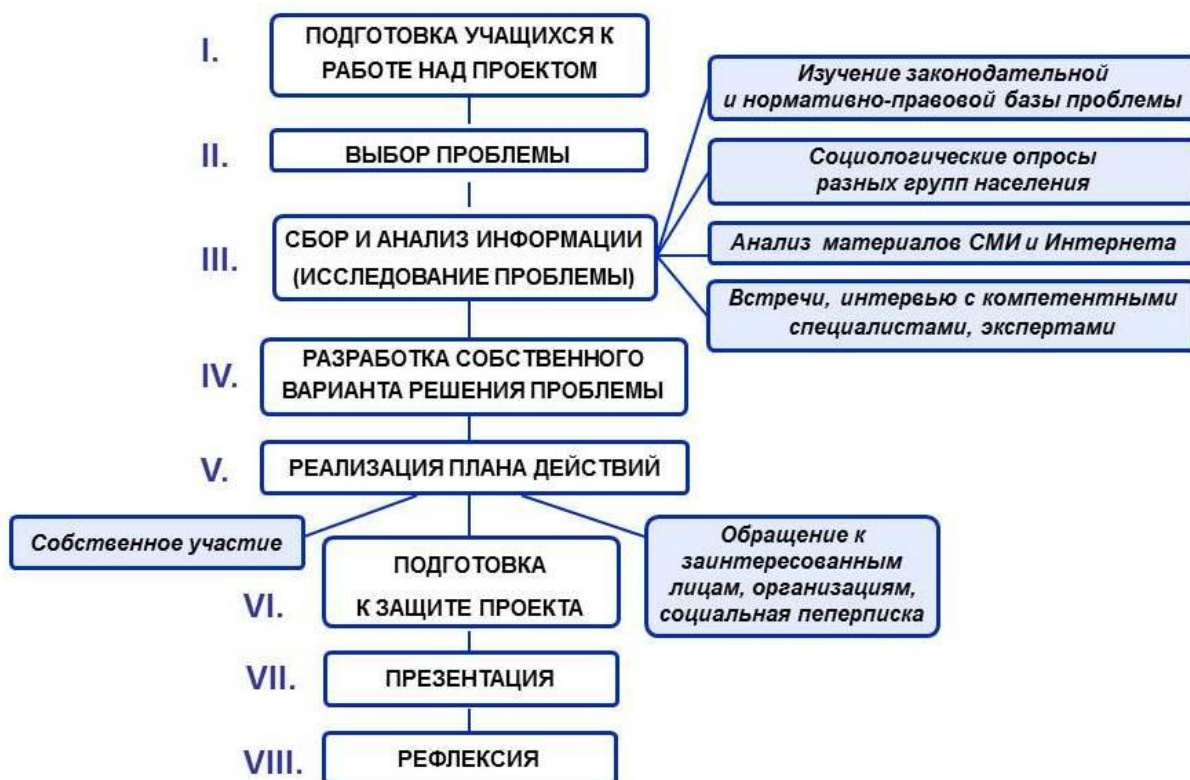 I.
ПОДГОТОВКА УЧАЩИХСЯ К
РАБОТЕ НАД ПРОЕКТОМ
II.
ВЫБОР ПРОБЛЕМЫ
III.
СБОР И АНАЛИЗ ИНФОРМАЦИИ
(ИССЛЕДОВАНИЕ ПРОБЛЕМЫ)
Изучение законодательной
и нормативно-правовой базы проблемы
Социологические опросы
разных групп населения
Анализ материалов СМИ и Интернета
Встречи, интервью с компетентными
специалистами, экспертами
IV.
РАЗРАБОТКА СОБСТВЕННОГО
ВАРИАНТА РЕШЕНИЯ ПРОБЛЕМЫ
V.
РЕАЛИЗАЦИЯ ПЛАНА ДЕЙСТВИЙ
Собственное участие
Обращение к
заинтересованным
лицам, организациям,
социальная пеперписка
VI.
ПОДГОТОВКА
К ЗАЩИТЕ ПРОЕКТА
VII.
ПРЕЗЕНТАЦИЯ
VIII.
РЕФЛЕКСИЯ